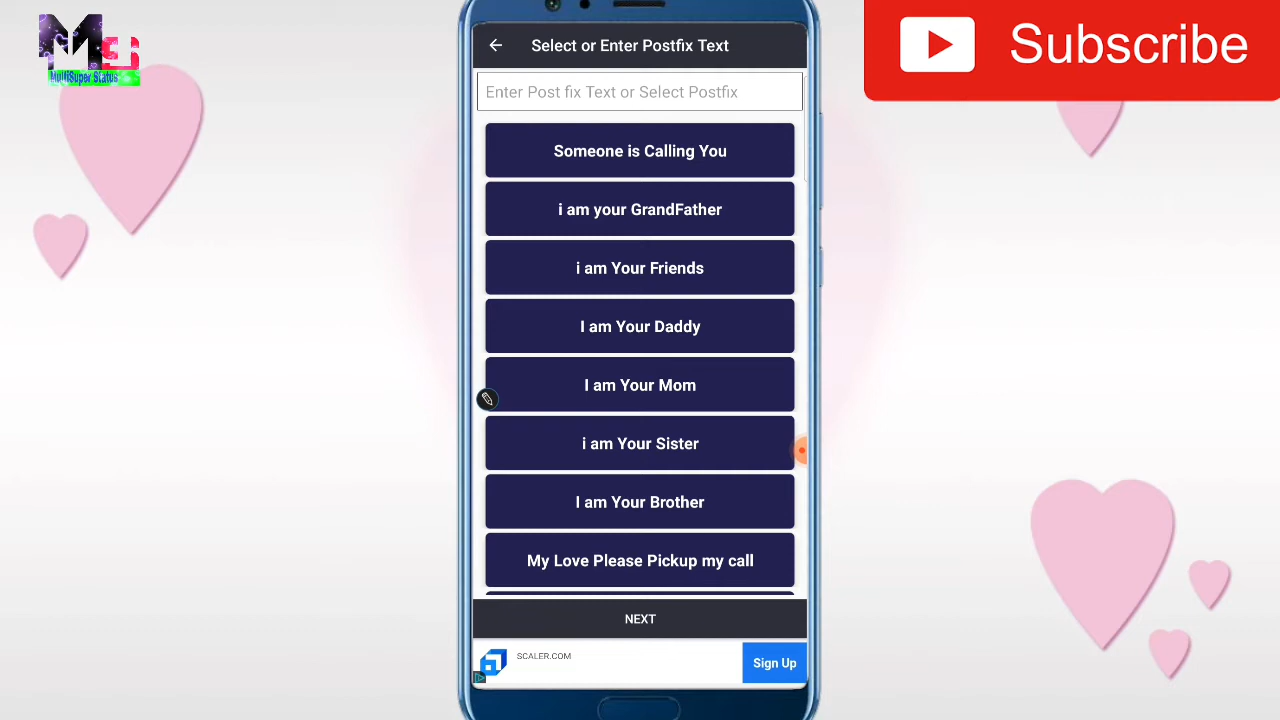 MS
MultiSuper Status
Subscribe
Select or Enter Postfix Text
Enter Post fix Text or Select Postfix
Someone is Calling You
i am your GrandFather
i am Your Friends
I am Your Daddy
I am Your Mom
i am Your Sister
I am Your Brother
My Love Please Pickup my call
NEXT
SCALER.COM
Sign Up